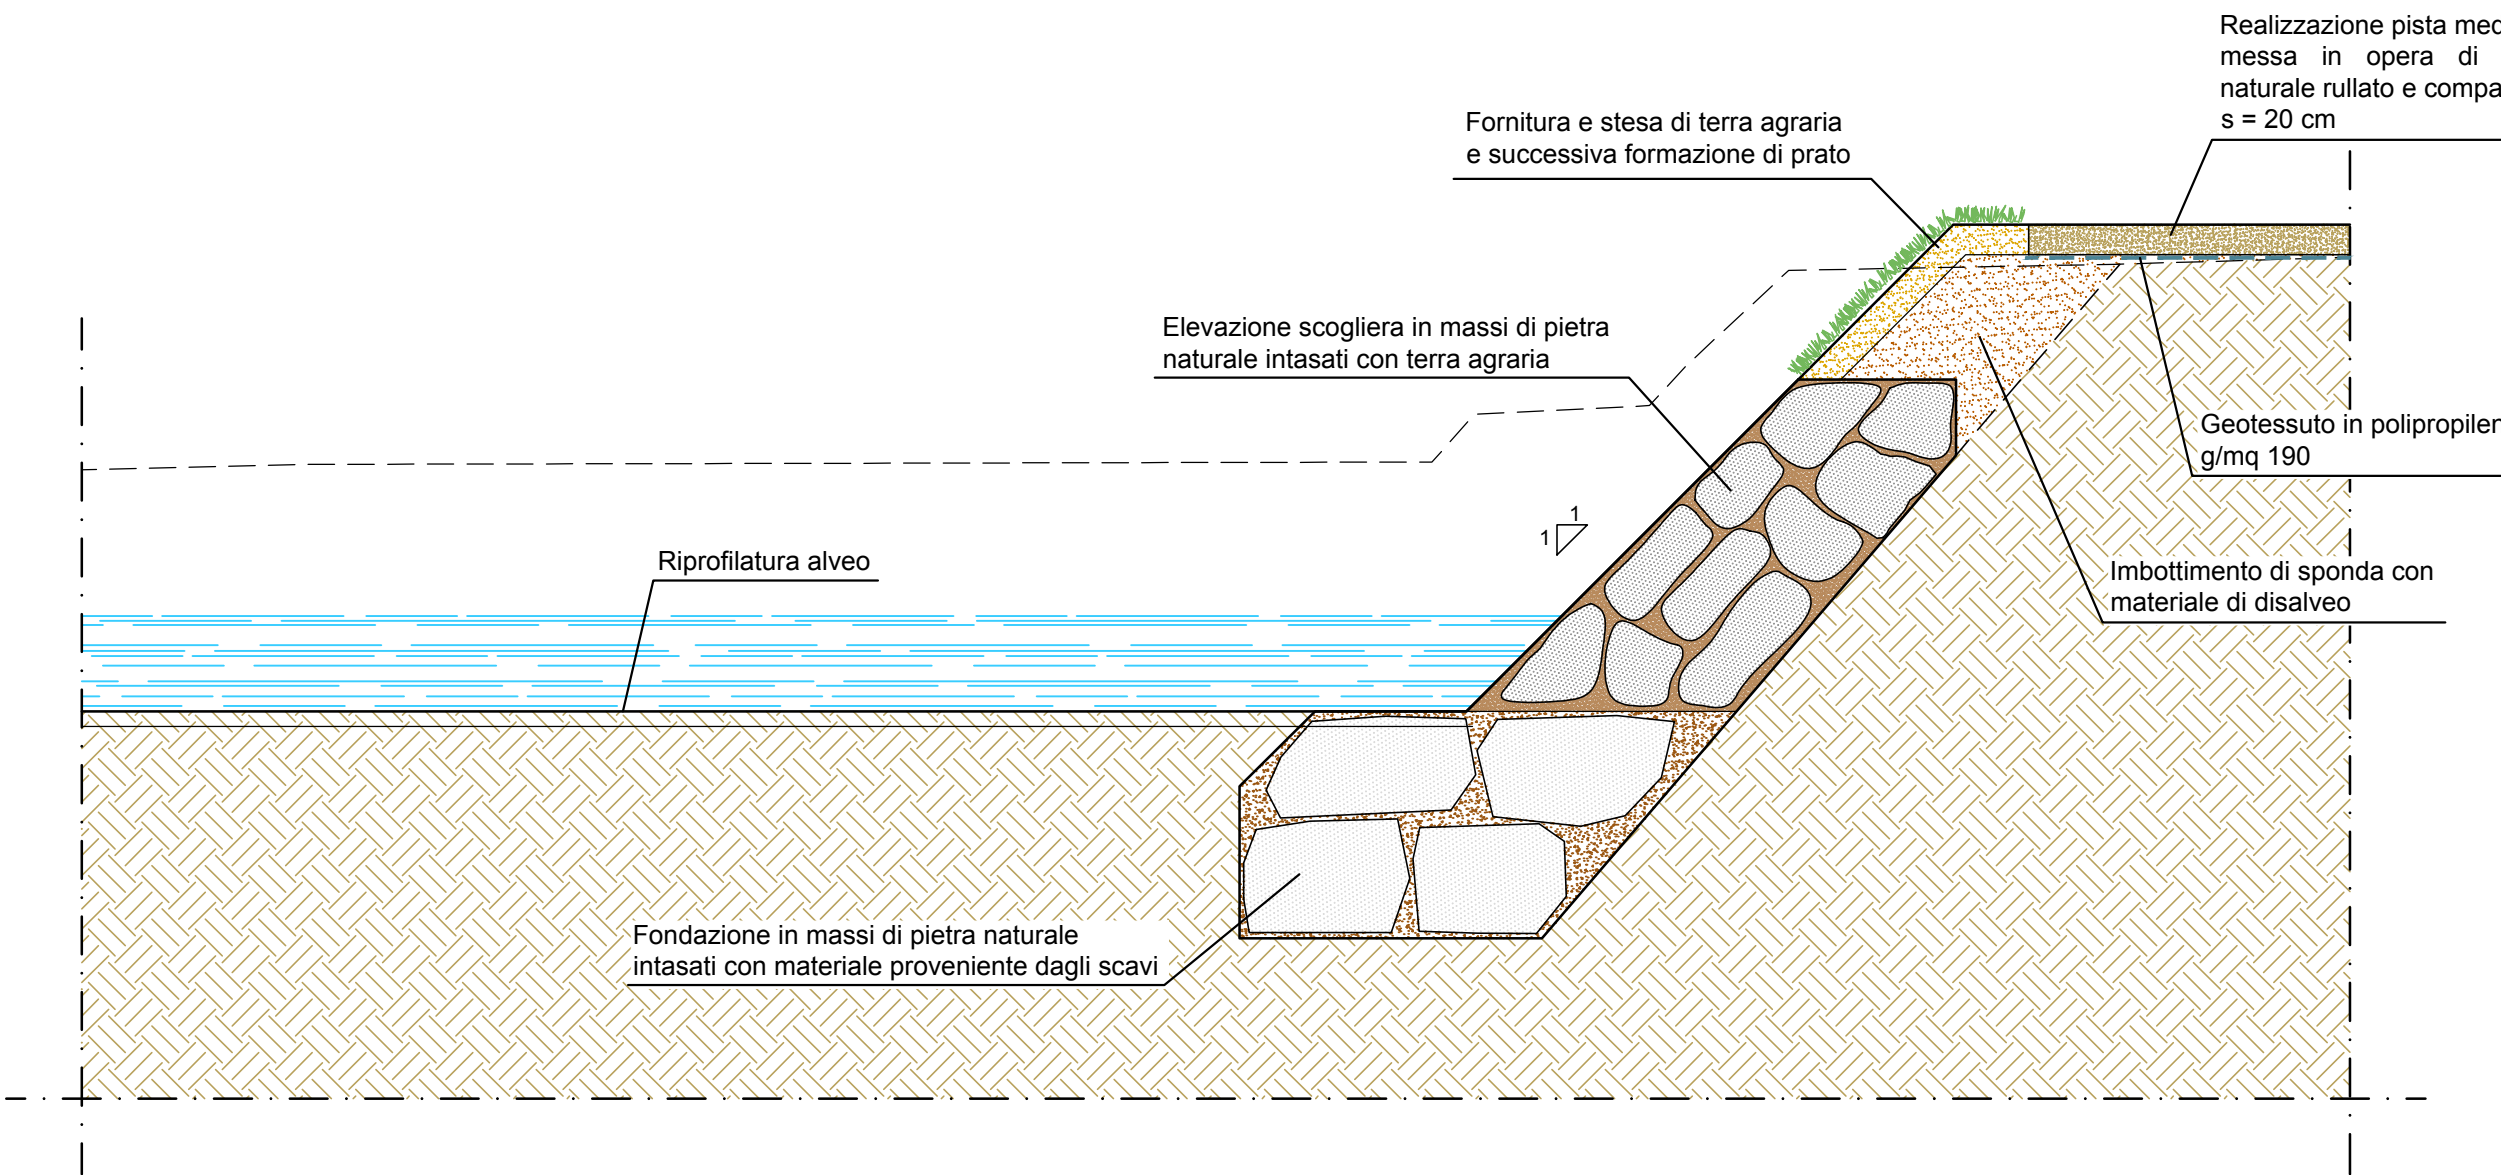 Realizzazione pista
messa in opera di
naturale rullato e
s = 20 cm
Fornitura e stesa di terra agraria
e successiva formazione di prato
Elevazione scogliera in massi di pietra
naturale intasati con terra agraria
Geotessuto in
g/mq 190
1
1
Riprofilatura alveo
Imbottimento di sponda con
materiale di disalveo
Fondazione in massi di pietra naturale
intasati con materiale proveniente dagli scavi